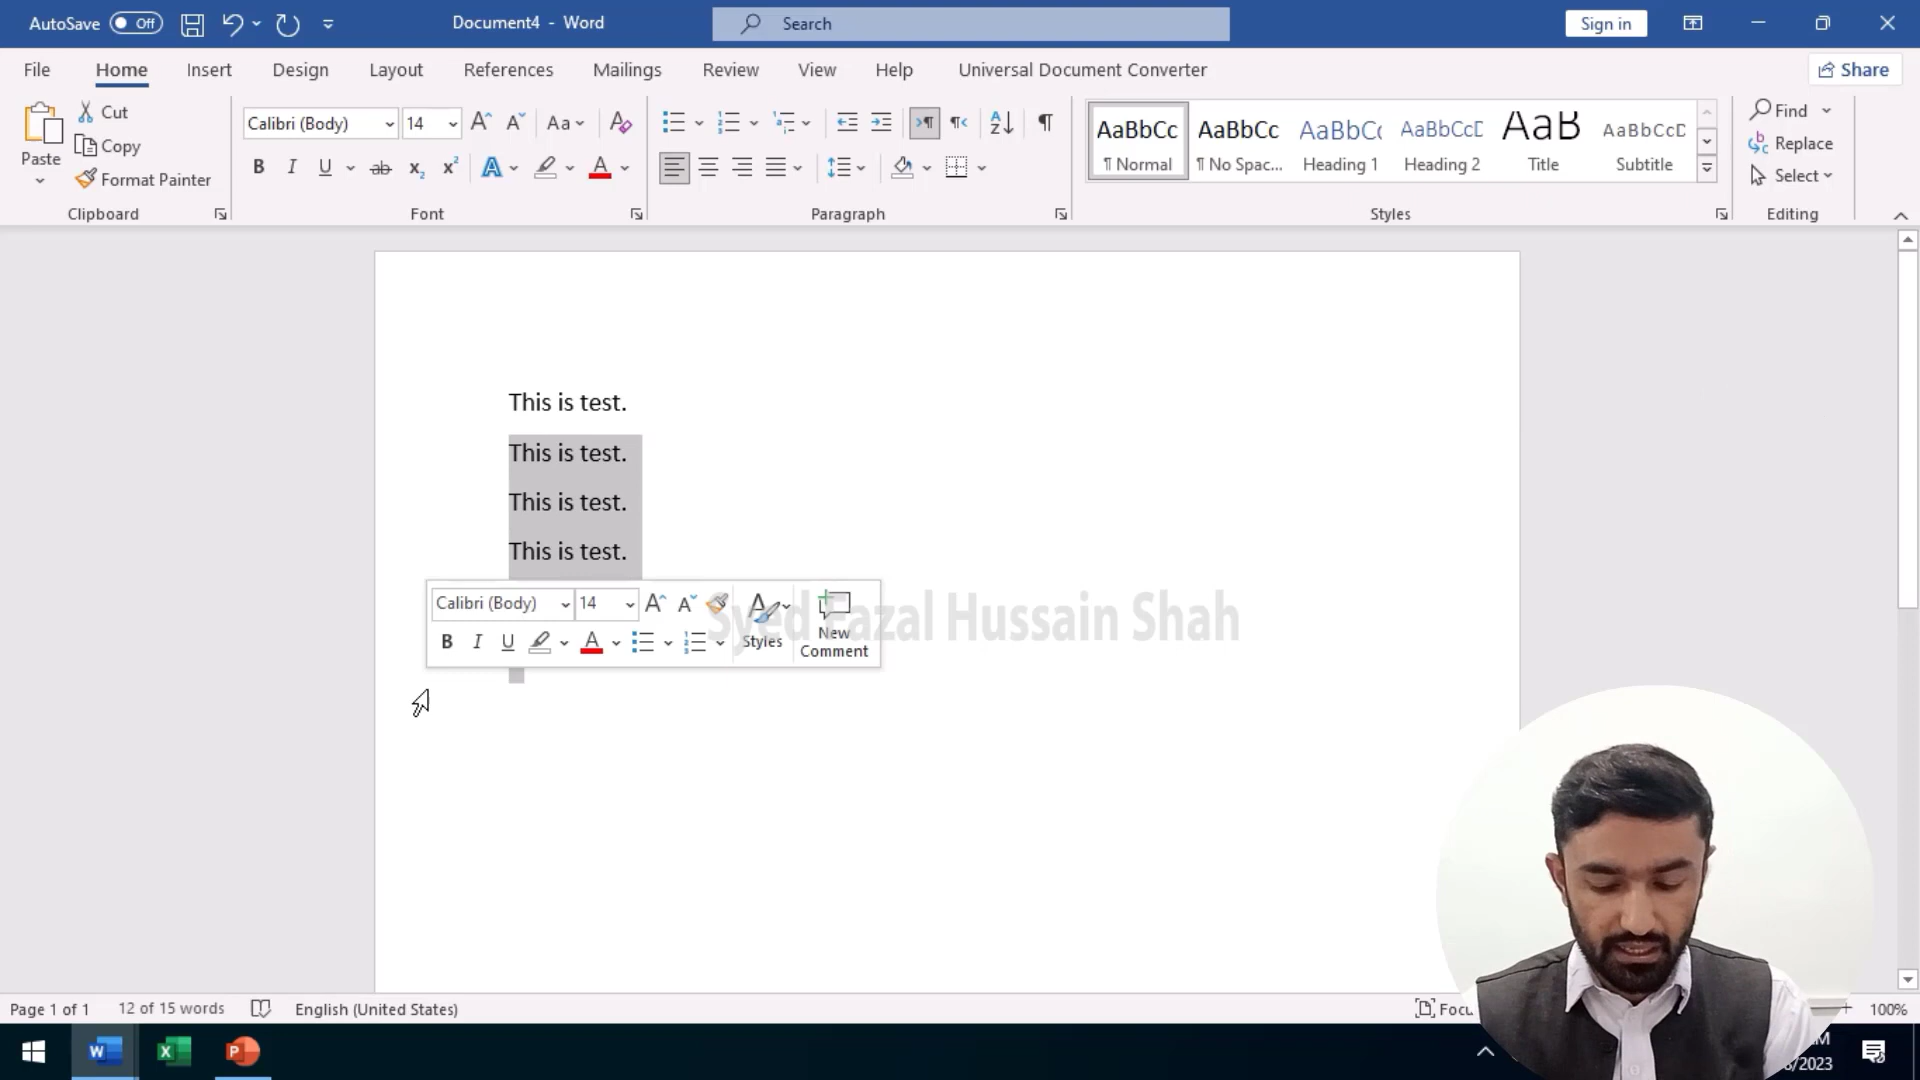 AutoSave Off Document4 - Word Search Sign in
File Home Insert Design Layout References Mailings Review View Help Universal Document Converter Share
Paste Cut Copy Format Painter
Clipboard
Calibri (Body) 14 Aa
B I U ab x₂ x² A A
Font
Paragraph
AaBbCc AaBbCc AaBbCc AaBbCcD AaB AaBbCcD
¶ Normal ¶ No Spac... Heading 1 Heading 2 Title Subtitle
Styles
Find
Replace
Select
Editing
This is test.
This is test.
This is test.
This is test.
Calibri (Body) 14 A A
B I U A Styles New Comment
Syed Fazal Hussain Shah
Page 1 of 1 12 of 15 words English (United States) 100%